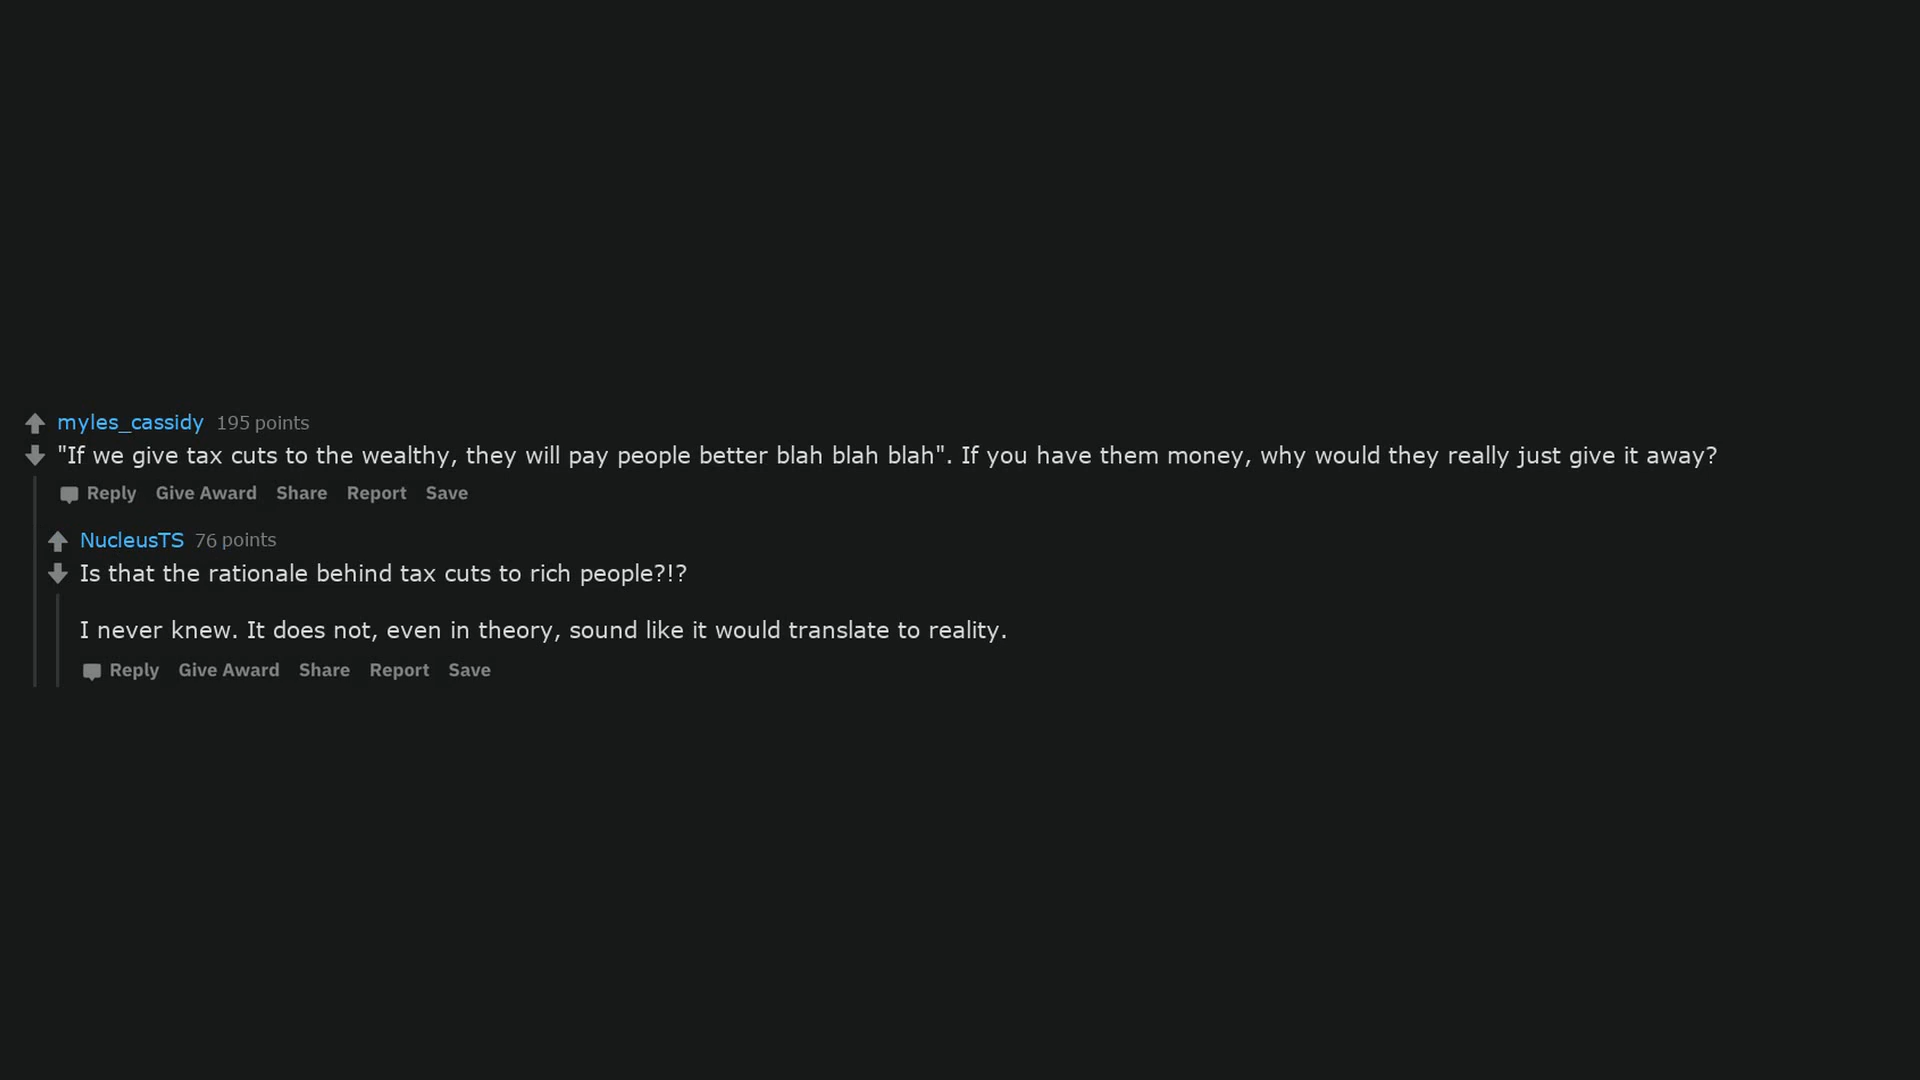 myles_cassidy 195 points
"If we give tax cuts to the wealthy, they will pay people better blah blah blah". If you have them money, why would they really just give it away?
Reply Give Award Share Report Save
NucleusTS 76 points
Is that the rationale behind tax cuts to rich people?!?
I never knew. It does not, even in theory, sound like it would translate to reality.
Reply Give Award Share Report Save